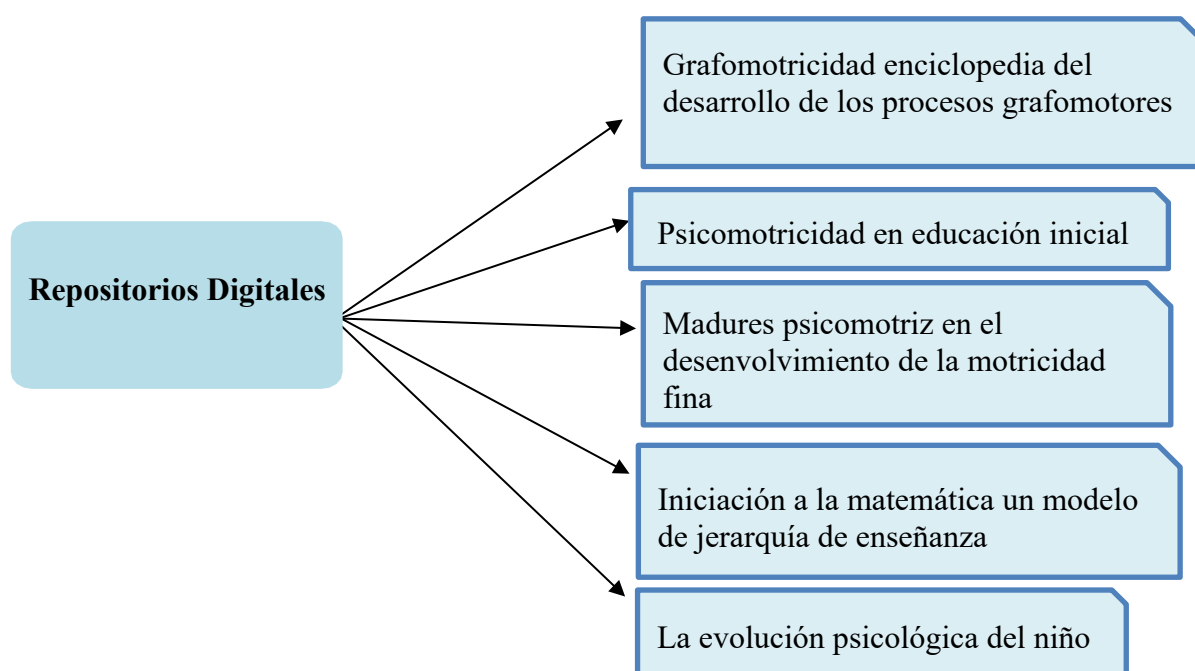 Repositorios Digitales
Grafomotricidad enciclopedia del
desarrollo de los procesos grafomotores
Psicomotricidad en educación inicial
Madures psicomotriz en el
desenvolvimiento de la motricidad
fina
Iniciación a la matemática un modelo
de jerarquía de enseñanza
La evolución psicológica del niño